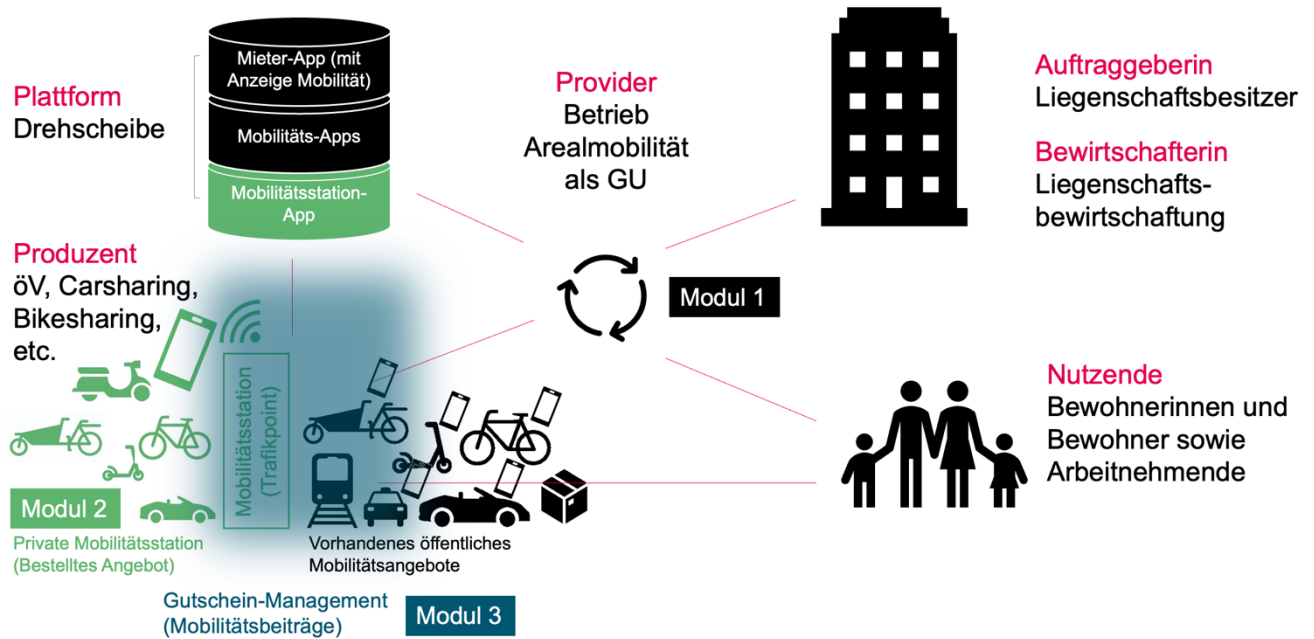 Mieter-App (mit
Anzeige Mobilität)
Mobilitäts-Apps
Mobilitätsstation-
App
Plattform
Drehscheibe
Provider
Betrieb
Arealmobilität
als GU
Auftraggeberin
Liegenschaftsbesitzer
Bewirtschafterin
Liegenschafts-
bewirtschaftung
Produzent
öV, Carsharing,
Bikesharing,
etc.
Modul 1
Mobilitätsstation
(Trafikpoint)
Nutzende
Bewohnerinnen und
Bewohner sowie
Arbeitnehmende
Modul 2
Private Mobilitätsstation
(Bestelltes Angebot)
Vorhandenes öffentliches
Mobilitätsangebote
Gutschein-Management
(Mobilitätsbeiträge)
Modul 3